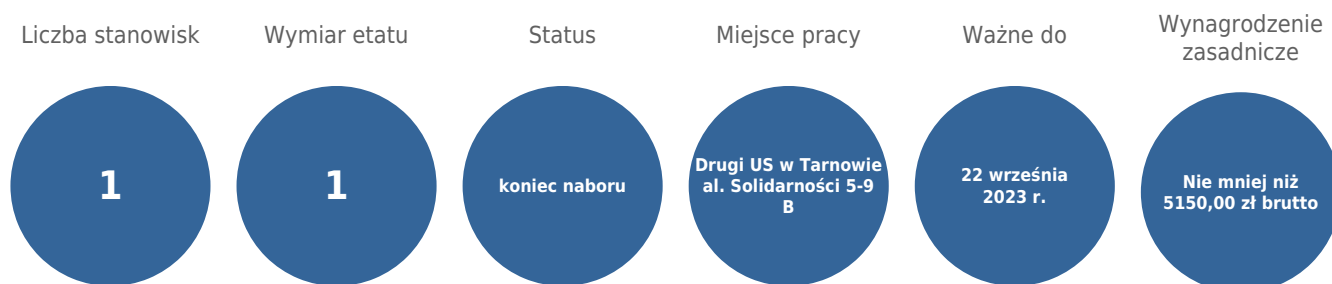 Liczba stanowisk
1
Wymiar etatu
1
Status
koniec naboru
Miejsce pracy
Drugi US w Tarnowie
al. Solidarności 5-9
B
Ważne do
22 września
2023 r.
Wynagrodzenie
zasadnicze
Nie mniej niż
5150,00 zł brutto